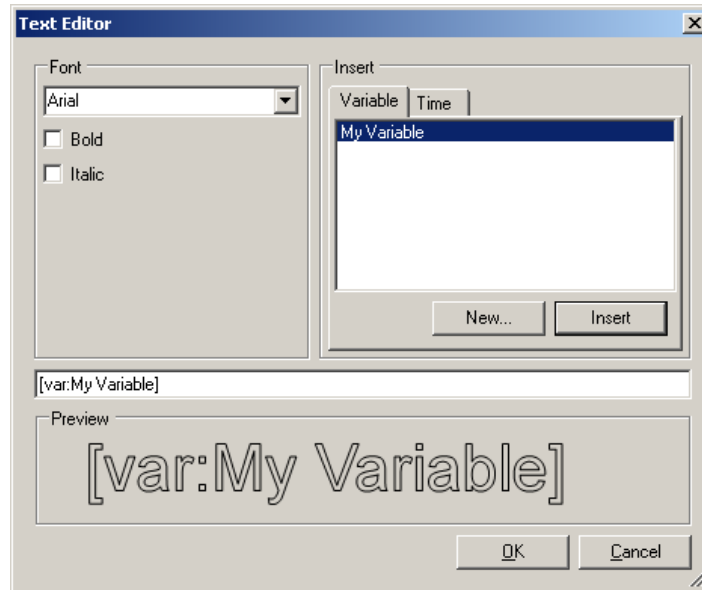 Text Editor
Font
Arial
Bold
Italic
Insert
Variable Time
My Variable
New... Insert
[var:My Variable]
Preview
[var:My Variable]
OK Cancel